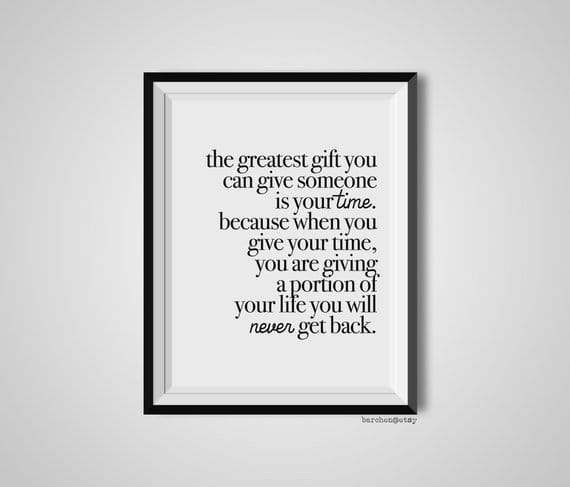 the greatest gift you
can give someone
is your time.
because when you
give your time,
you are giving
a portion of
your life you will
never get back.
barchen@etsy